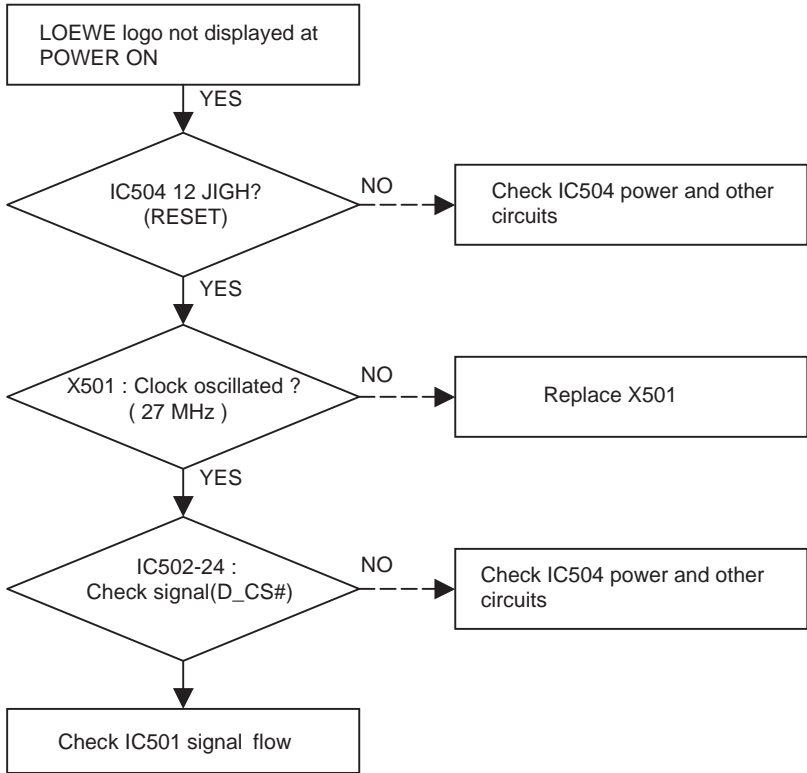 LOEWE logo not displayed at
POWER ON
YES
IC504 12 JIGH?
(RESET)
NO
Check IC504 power and other
circuits
YES
X501 : Clock oscillated ?
( 27 MHz )
NO
Replace X501
YES
IC502-24 :
Check signal(D_CS#)
NO
Check IC504 power and other
circuits
Check IC501 signal flow